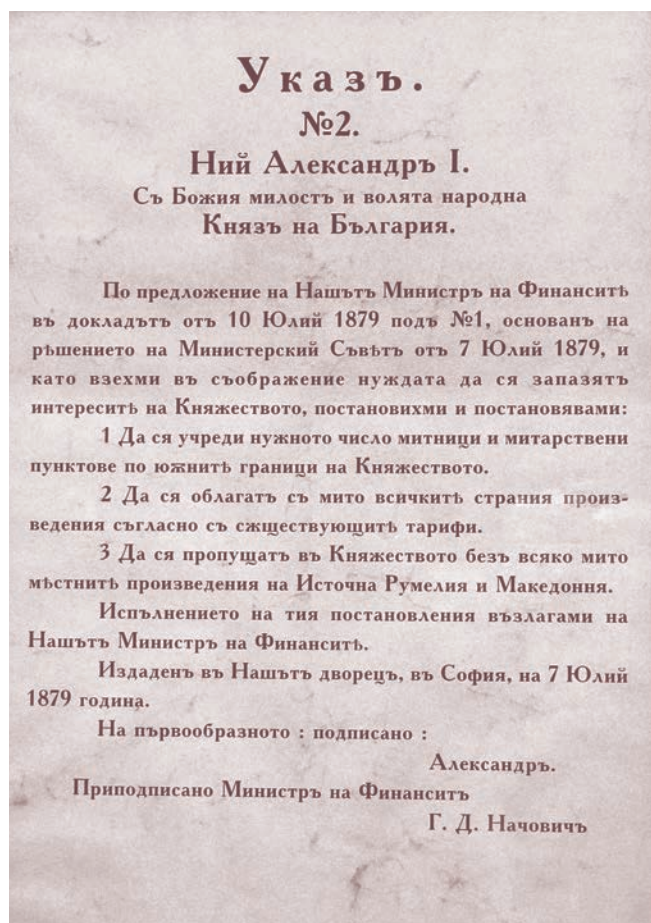 Указъ.
№2.
Ний Александръ I.
Съ Божия милость и волята народна
Князъ на България.
По предложение на Нашътъ Министръ на Финанситѣ
въ докладътъ отъ 10 Юлий 1879 подъ №1, основанъ на
рѣшението на Министерский Съвѣтъ отъ 7 Юлий 1879, и
като взехми въ съображение нуждата да ся запазятъ
интереситѣ на Княжеството, постановихми и постановявами:
1 Да ся учреди нужното число митници и митарствени
пунктове по южнитѣ граници на Княжеството.
2 Да ся облагатъ съ мито всичкитѣ страния произ-
ведения съгласно съ сѫществующитѣ тарифи.
3 Да ся пропущатъ въ Княжеството безъ всяко мито
мѣстнитѣ произведения на Источна Румелия и Македоння.
Испълнението на тия постановления възлагами на
Нашътъ Министръ на Финанситѣ.
Издаденъ въ Нашътъ дворецъ, въ София, на 7 Юлий
1879 година.
На първообразното : подписано :
Александръ.
Приподписано Министръ на Финанситъ
Г. Д. Начовичъ